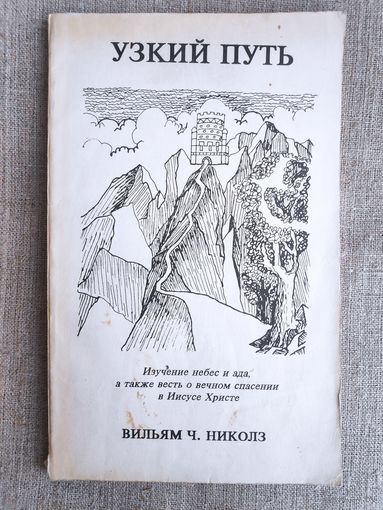 УЗКИЙ ПУТЬ
Изучение небес и ада,
а также весть о вечном спасении
в Иисусе Христе
ВИЛЬЯМ Ч. НИКОЛЗ